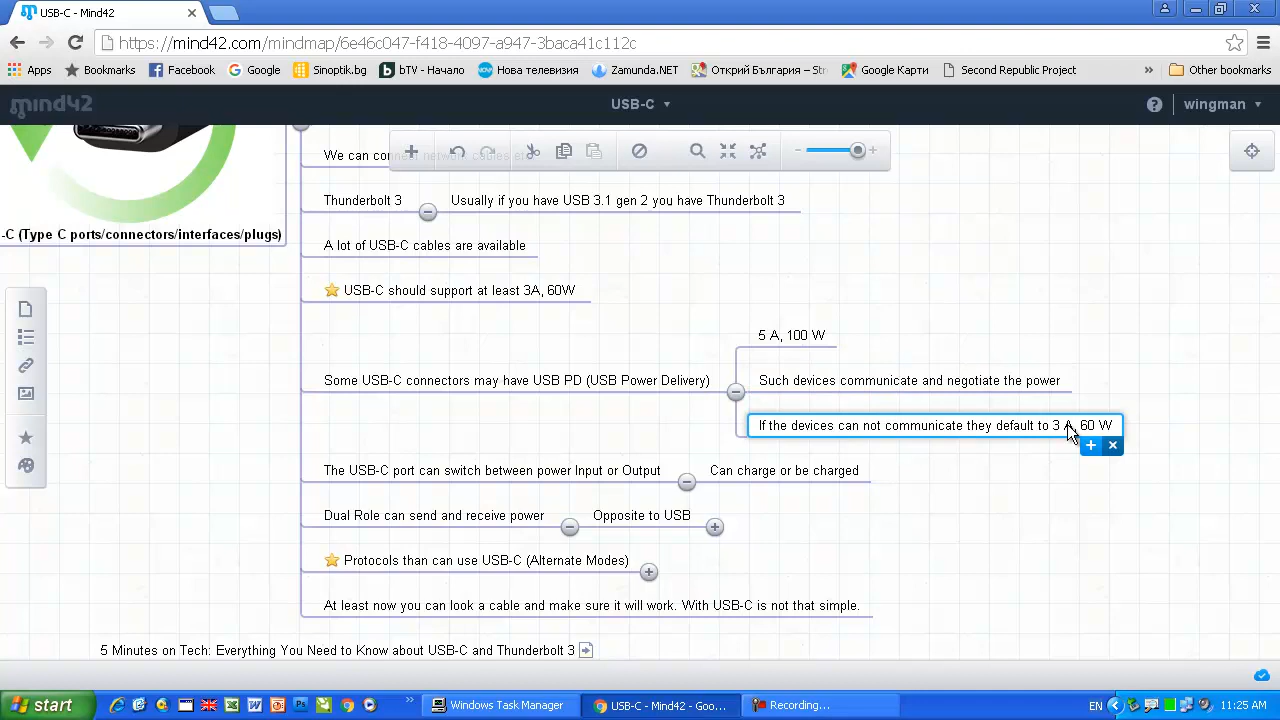 USB-C - Mind42
https://mind42.com/mindmap/6e46c047-f418-4097-a947-3baa9a41c112c
Apps Bookmarks Facebook Google Sinoptik.bg bTV - Начало Нова телевизия Zamunda.NET Открий България – Str Google Карти Second Republic Project » Other bookmarks
mind42 USB-C wingman
We can con
Thunderbolt 3 Usually if you have USB 3.1 gen 2 you have Thunderbolt 3
-C (Type C ports/connectors/interfaces/plugs)
A lot of USB-C cables are available
USB-C should support at least 3A, 60W
5 A, 100 W
Some USB-C connectors may have USB PD (USB Power Delivery) Such devices communicate and negotiate the power
If the devices can not communicate they default to 3 A, 60 W
The USB-C port can switch between power Input or Output Can charge or be charged
Dual Role can send and receive power Opposite to USB
Protocols than can use USB-C (Alternate Modes)
At least now you can look a cable and make sure it will work. With USB-C is not that simple.
5 Minutes on Tech: Everything You Need to Know about USB-C and Thunderbolt 3
start Windows Task Manager USB-C - Mind42 - Goo... Recording... EN 11:25 AM